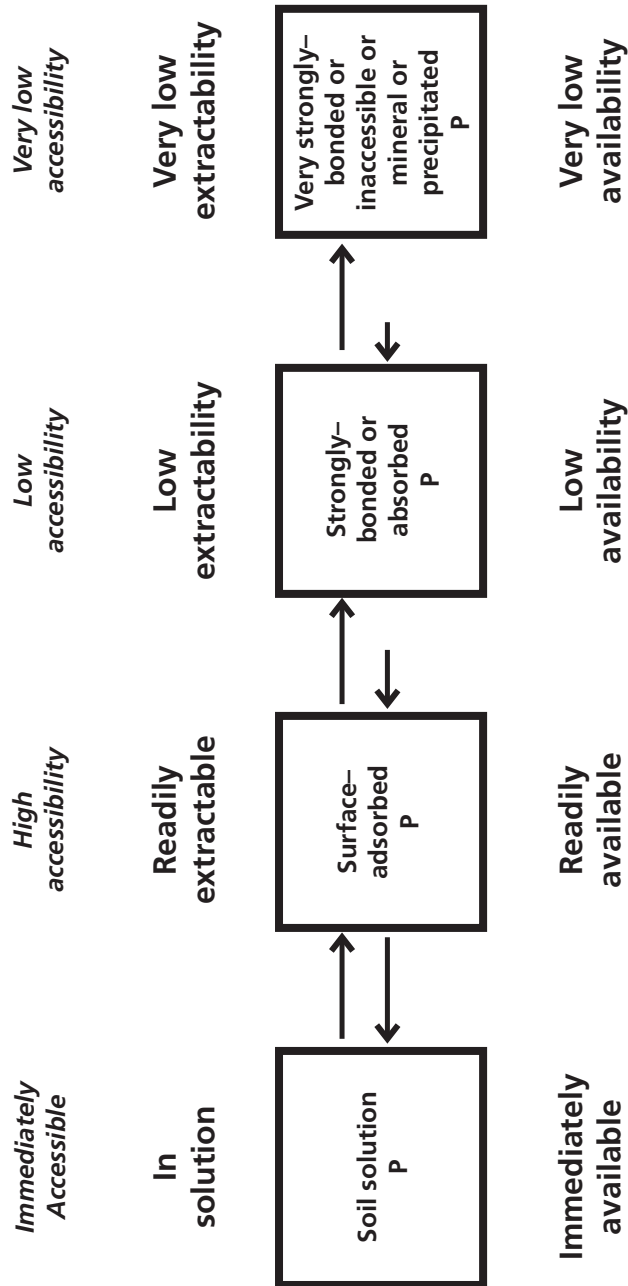 Immediately
Accessible
High
accessibility
Low
accessibility
Very low
accessibility
In
solution
Readily
extractable
Low
extractability
Very low
extractability
Soil solution
P
Surface–
adsorbed
P
Strongly–
bonded or
absorbed
P
Very strongly–
bonded or
inaccessible or
mineral or
precipitated
P
Immediately
available
Readily
available
Low
availability
Very low
availability